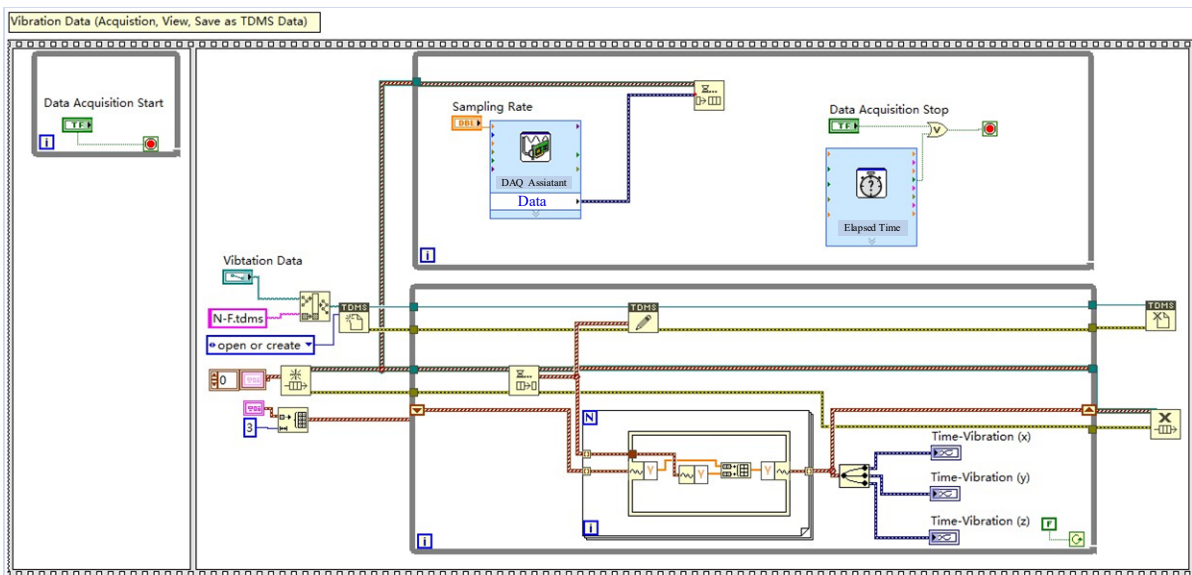 Vibration Data (Acquistion, View, Save as TDMS Data)
Data Acquisition Start
TF
i
Sampling Rate
DBL
DAQ Assiatant
Data
Data Acquisition Stop
TF
V
?
Elapsed Time
i
Vibtation Data
N-F.tdms
open or create
TDMS
TDMS
TDMS
0
3
N
Y
Y
Y
i
Time-Vibration (x)
Time-Vibration (y)
Time-Vibration (z)
F
i